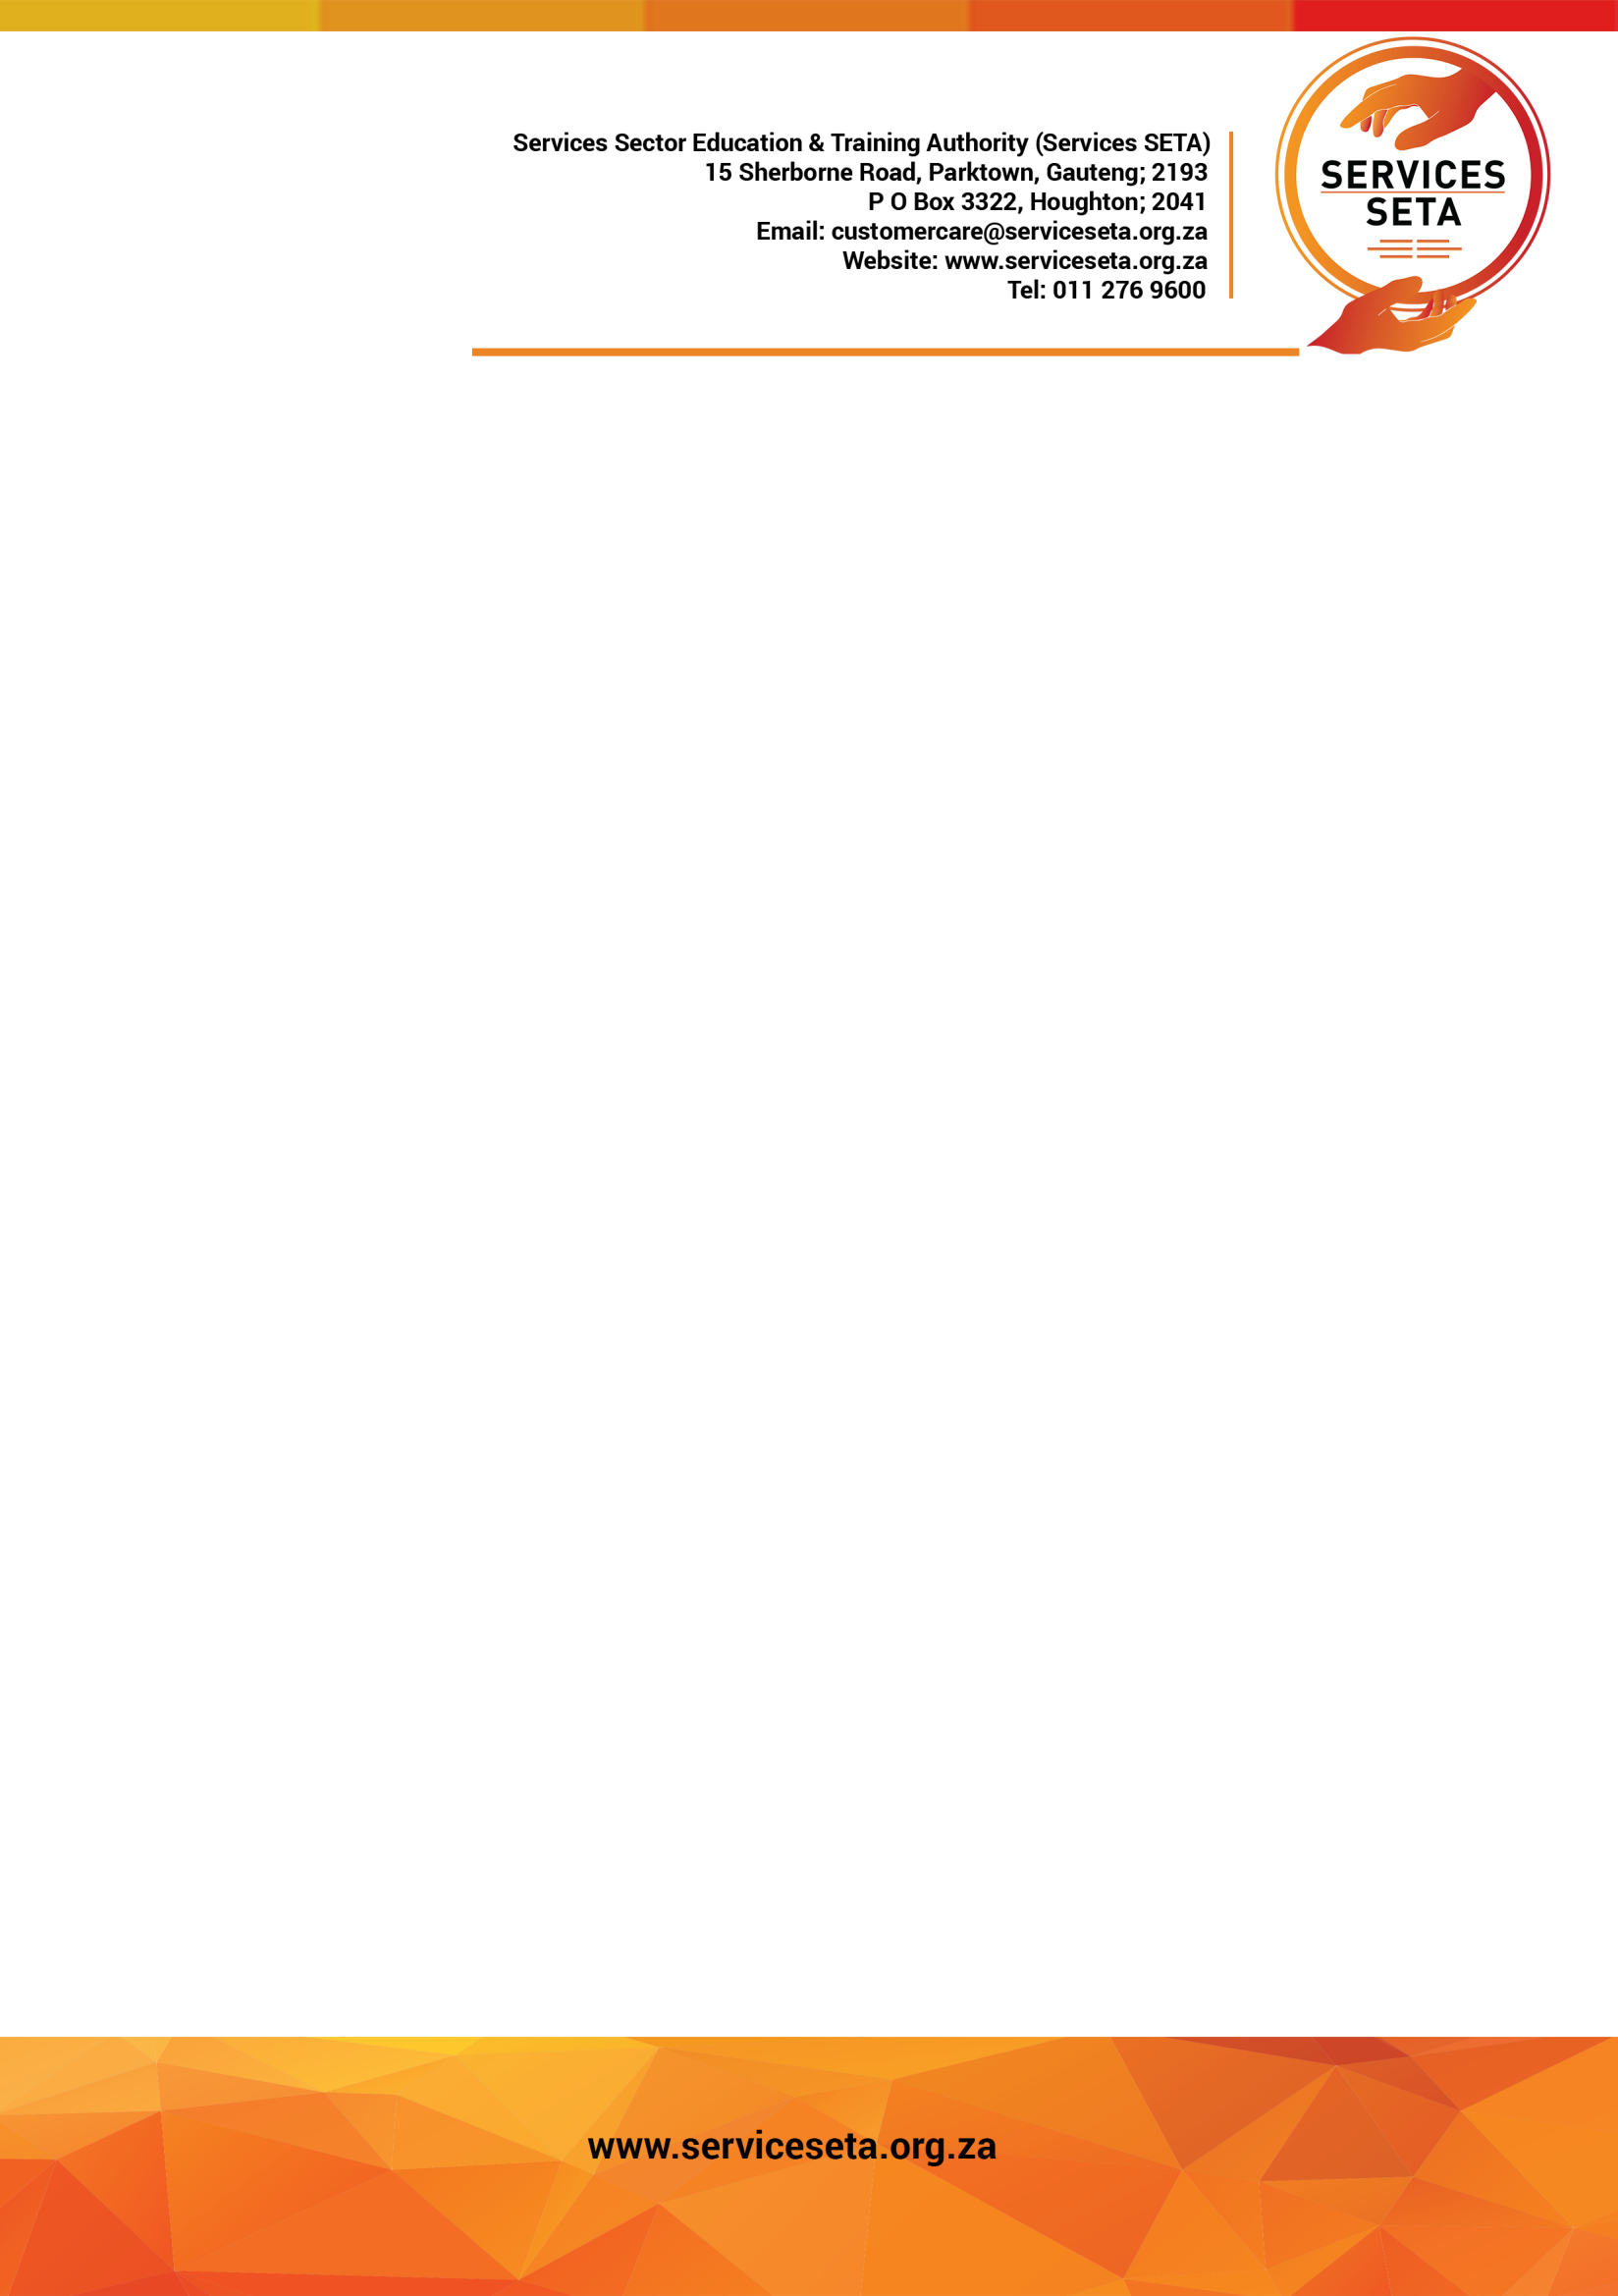 Services Sector Education & Training Authority (Services SETA)
15 Sherborne Road, Parktown, Gauteng; 2193
P O Box 3322, Houghton; 2041
Email: customercare@serviceseta.org.za
Website: www.serviceseta.org.za
Tel: 011 276 9600
SERVICES
SETA
www.serviceseta.org.za